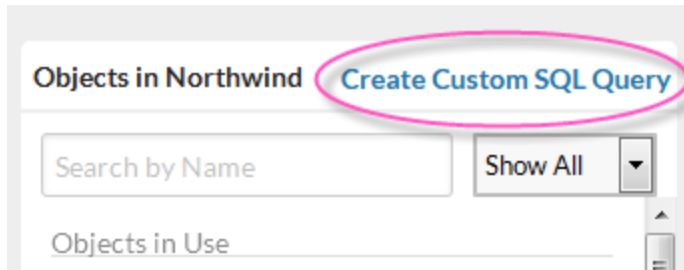 Objects in Northwind Create Custom SQL Query
Search by Name Show All
Objects in Use